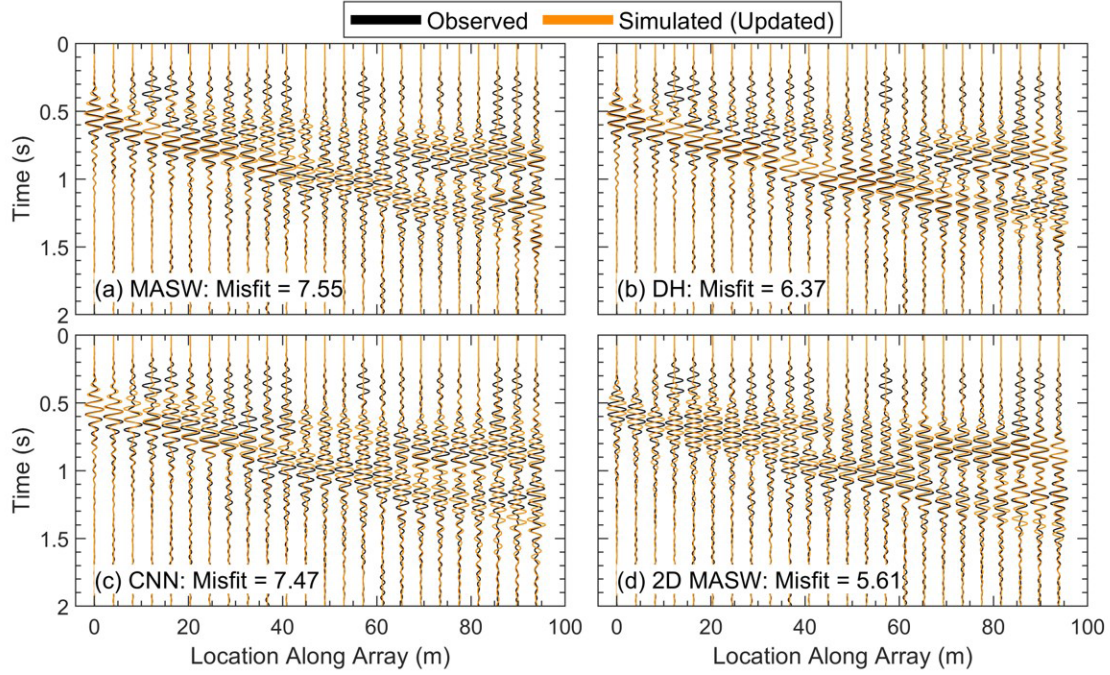 Observed Simulated (Updated)
0
0.5
1
1.5
2
Time (s)
(a) MASW: Misfit = 7.55
(b) DH: Misfit = 6.37
0
0.5
1
1.5
2
Time (s)
(c) CNN: Misfit = 7.47
(d) 2D MASW: Misfit = 5.61
0 20 40 60 80 100
0 20 40 60 80 100
Location Along Array (m)
Location Along Array (m)